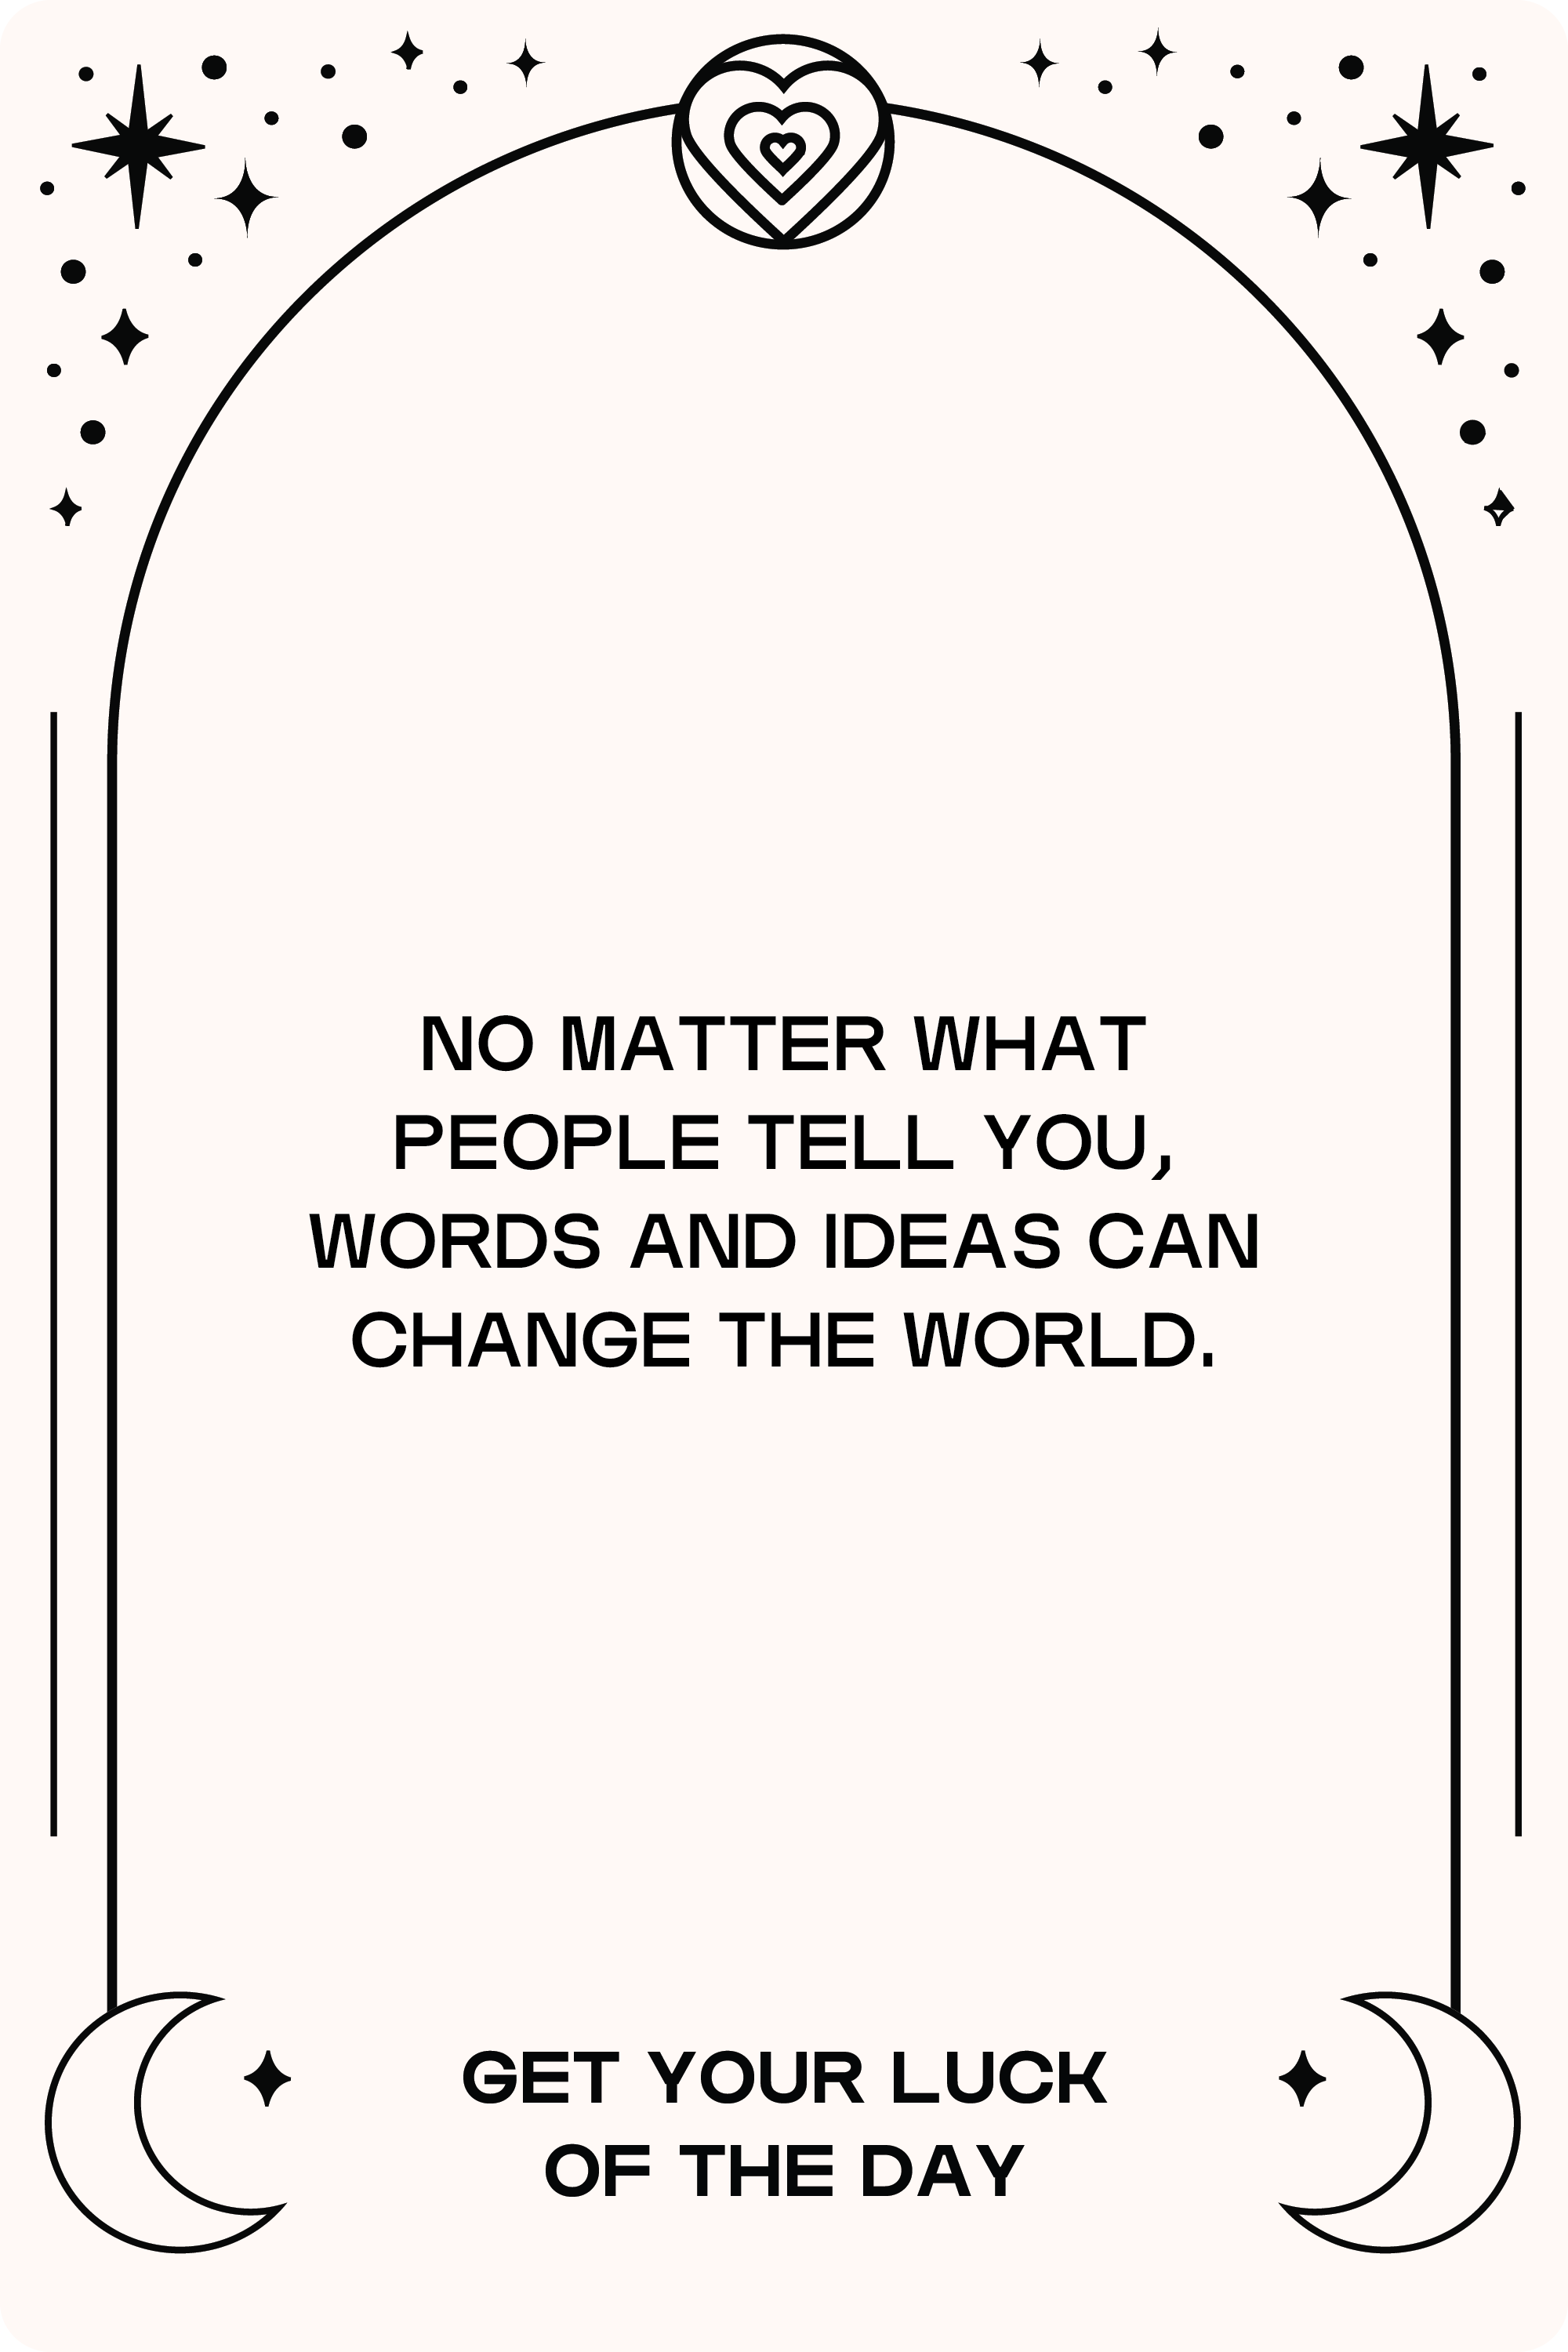 NO MATTER WHAT
PEOPLE TELL YOU,
WORDS AND IDEAS CAN
CHANGE THE WORLD.
GET YOUR LUCK
OF THE DAY